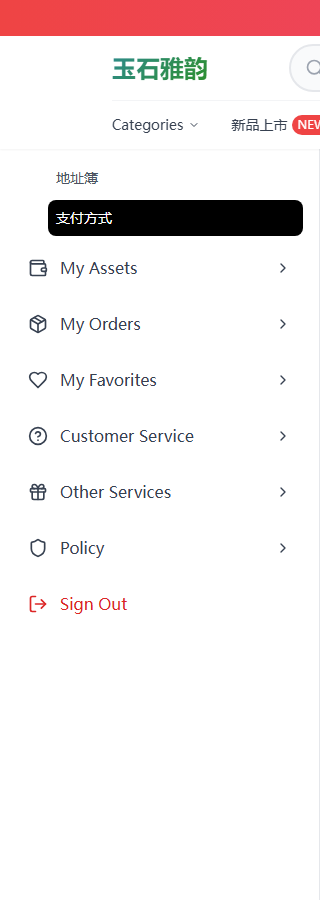 玉石雅韵
Categories 新品上市 NEW
地址簿
支付方式
My Assets
My Orders
My Favorites
Customer Service
Other Services
Policy
Sign Out